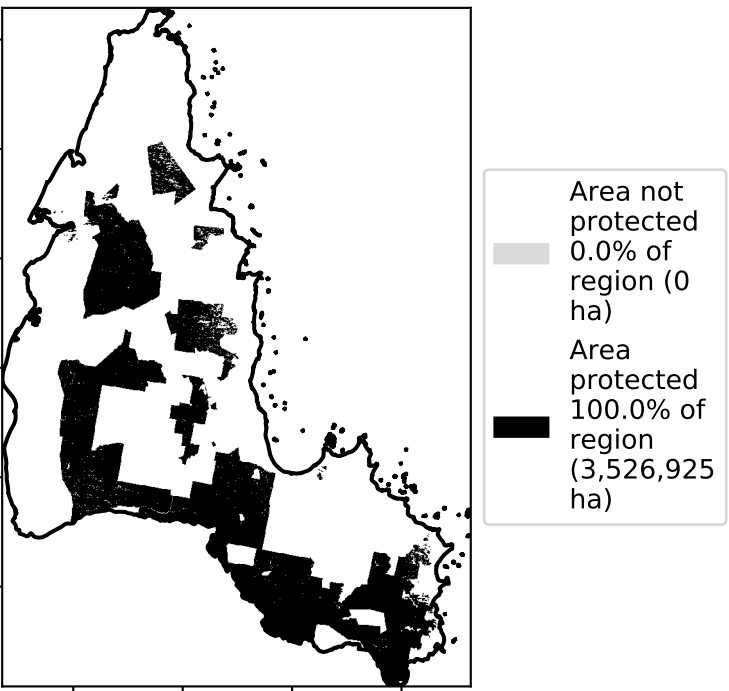 Area not
protected
0.0% of
region (0
ha)
Area
protected
100.0% of
region
(3,526,925
ha)